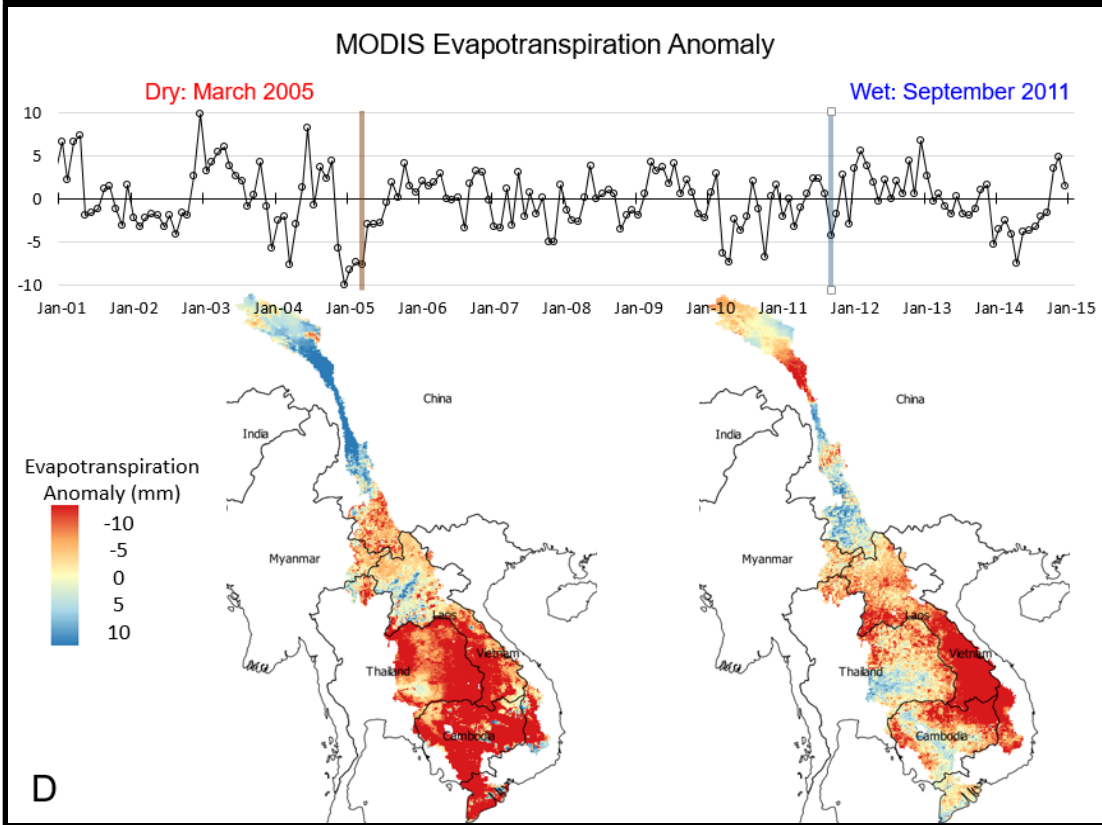 MODIS Evapotranspiration Anomaly
Dry: March 2005
Wet: September 2011
10
5
0
-5
-10
Jan-01 Jan-02 Jan-03 Jan-04 Jan-05 Jan-06 Jan-07 Jan-08 Jan-09 Jan-10 Jan-11 Jan-12 Jan-13 Jan-14 Jan-15
China
China
India
India
Evapotranspiration
Anomaly (mm)
-10
-5
0
5
10
Myanmar
Myanmar
Laos
Laos
Vietnam
Vietnam
Thailand
Thailand
Cambodia
Cambodia
D